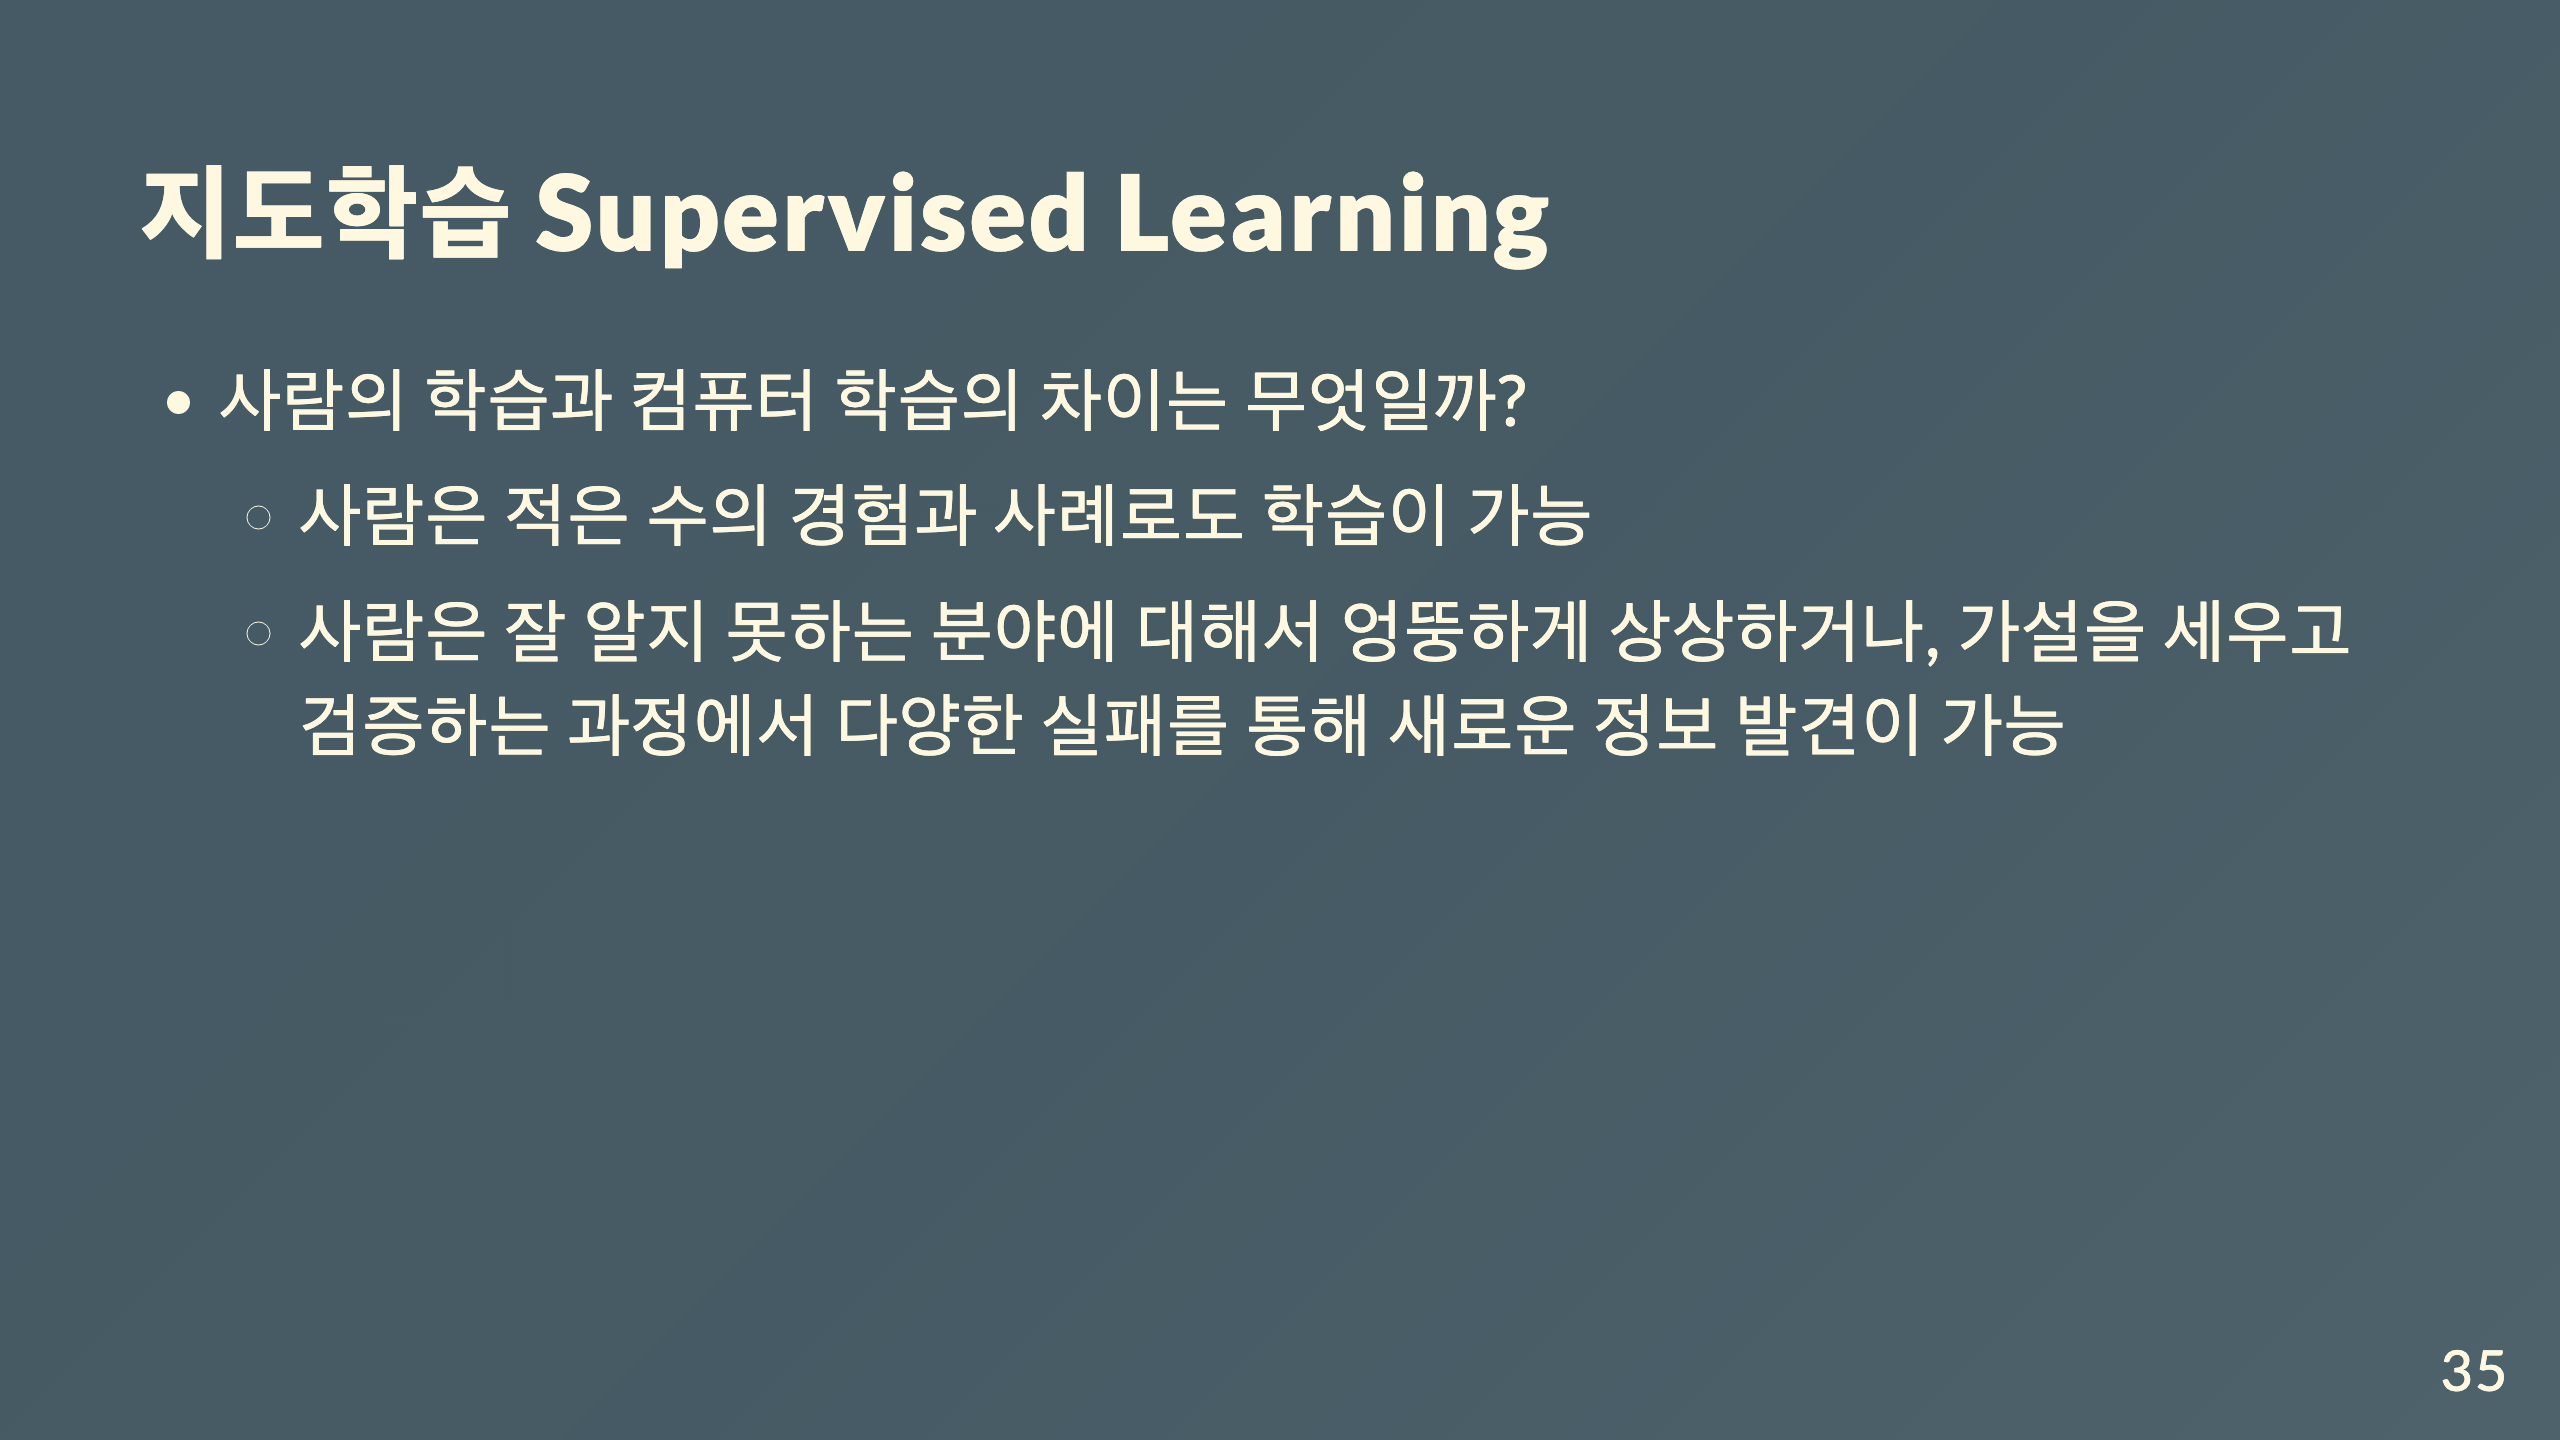 지도학습 Supervised Learning
• 사람의 학습과 컴퓨터 학습의 차이는 무엇일까?
○ 사람은 적은 수의 경험과 사례로도 학습이 가능
○ 사람은 잘 알지 못하는 분야에 대해서 엉뚱하게 상상하거나, 가설을 세우고
검증하는 과정에서 다양한 실패를 통해 새로운 정보 발견이 가능
35